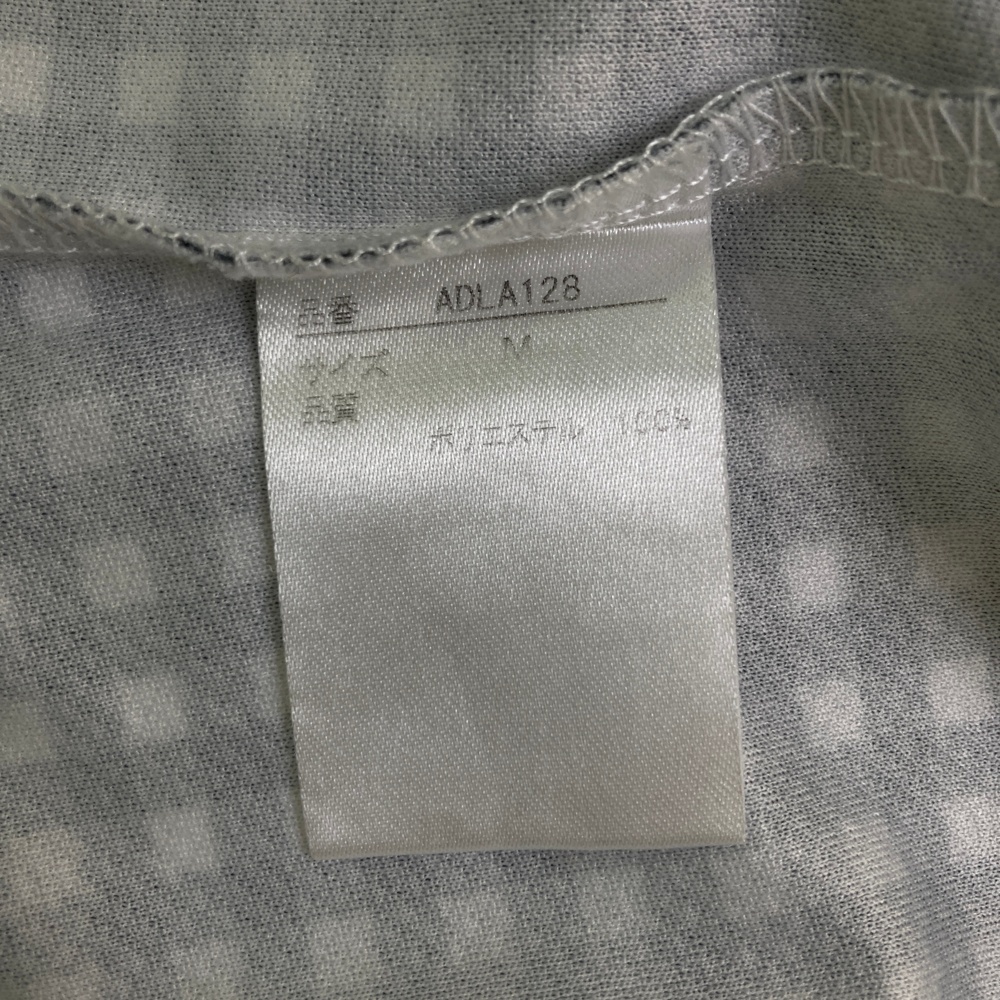 品番 ADLA128
サイズ M
品質
ポリエステル 100%